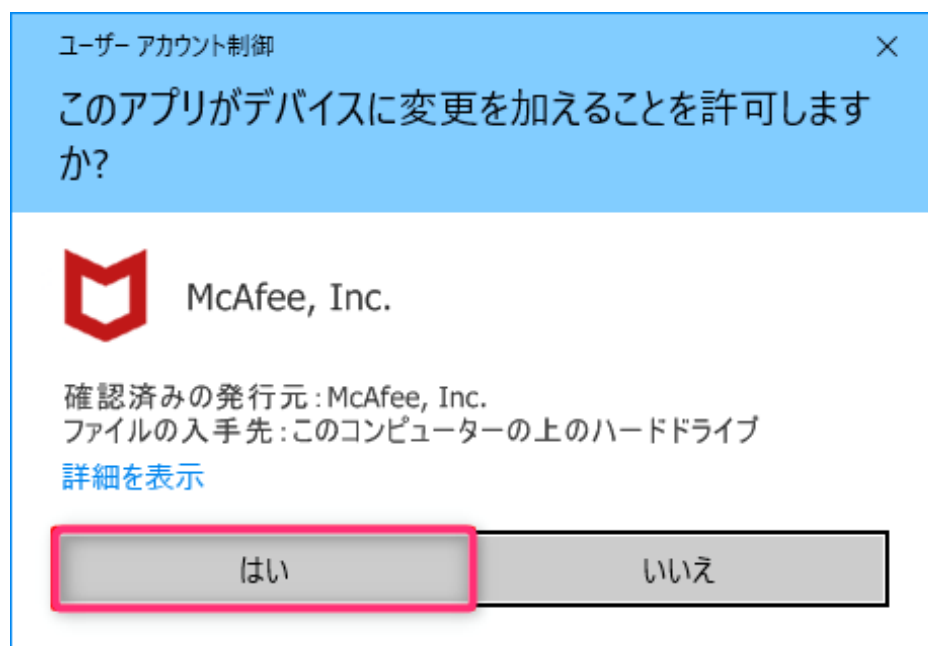 ユーザー アカウント制御
このアプリがデバイスに変更を加えることを許可します
か?
McAfee, Inc.
確認済みの発行元:McAfee, Inc.
ファイルの入手先:このコンピューターの上のハードドライブ
詳細を表示
はい
いいえ